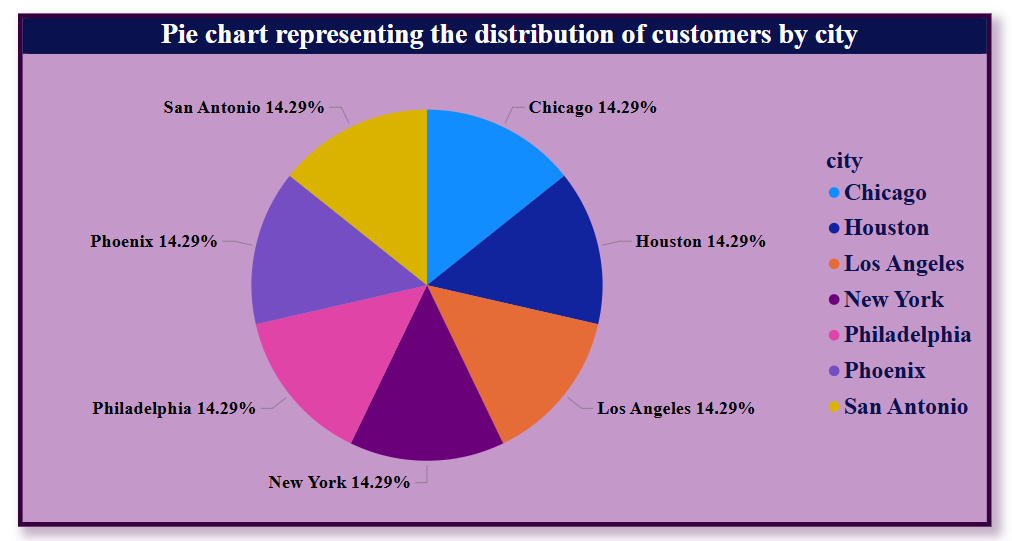 Pie chart representing the distribution of customers by city
San Antonio 14.29%
Chicago 14.29%
Phoenix 14.29%
Houston 14.29%
Philadelphia 14.29%
Los Angeles 14.29%
New York 14.29%
city
Chicago
Houston
Los Angeles
New York
Philadelphia
Phoenix
San Antonio